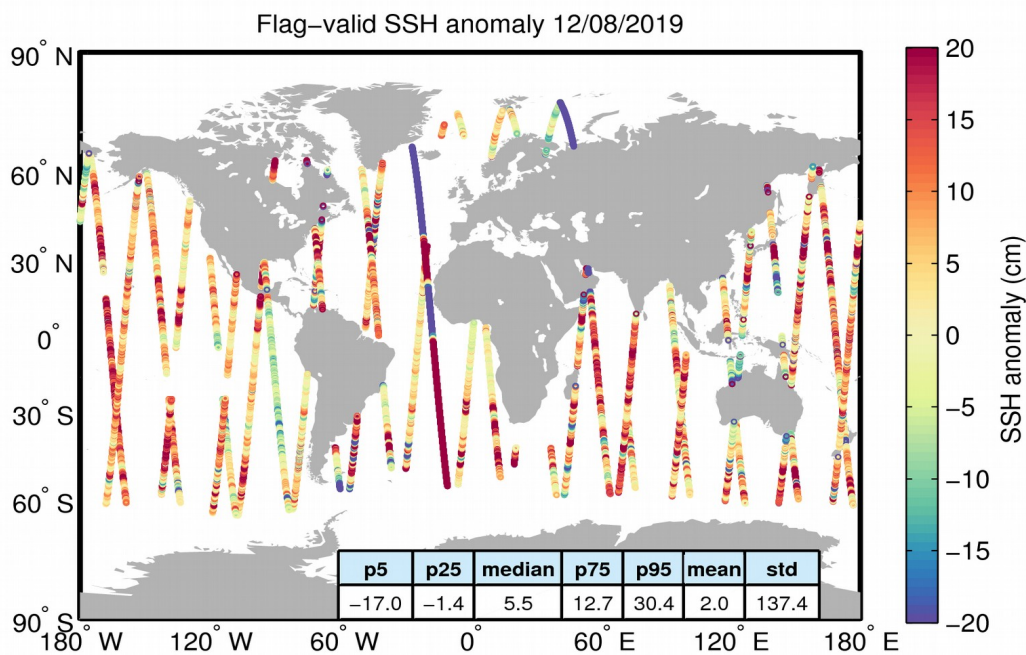 Flag−valid SSH anomaly 12/08/2019
90° N
60° N
30° N
0°
30° S
60° S
90° S
180° W
120° W
60° W
0°
60° E
120° E
180° E
p5 p25 median p75 p95 mean std
−17.0 −1.4 5.5 12.7 30.4 2.0 137.4
20
15
10
5
0
−5
−10
−15
−20
SSH anomaly (cm)